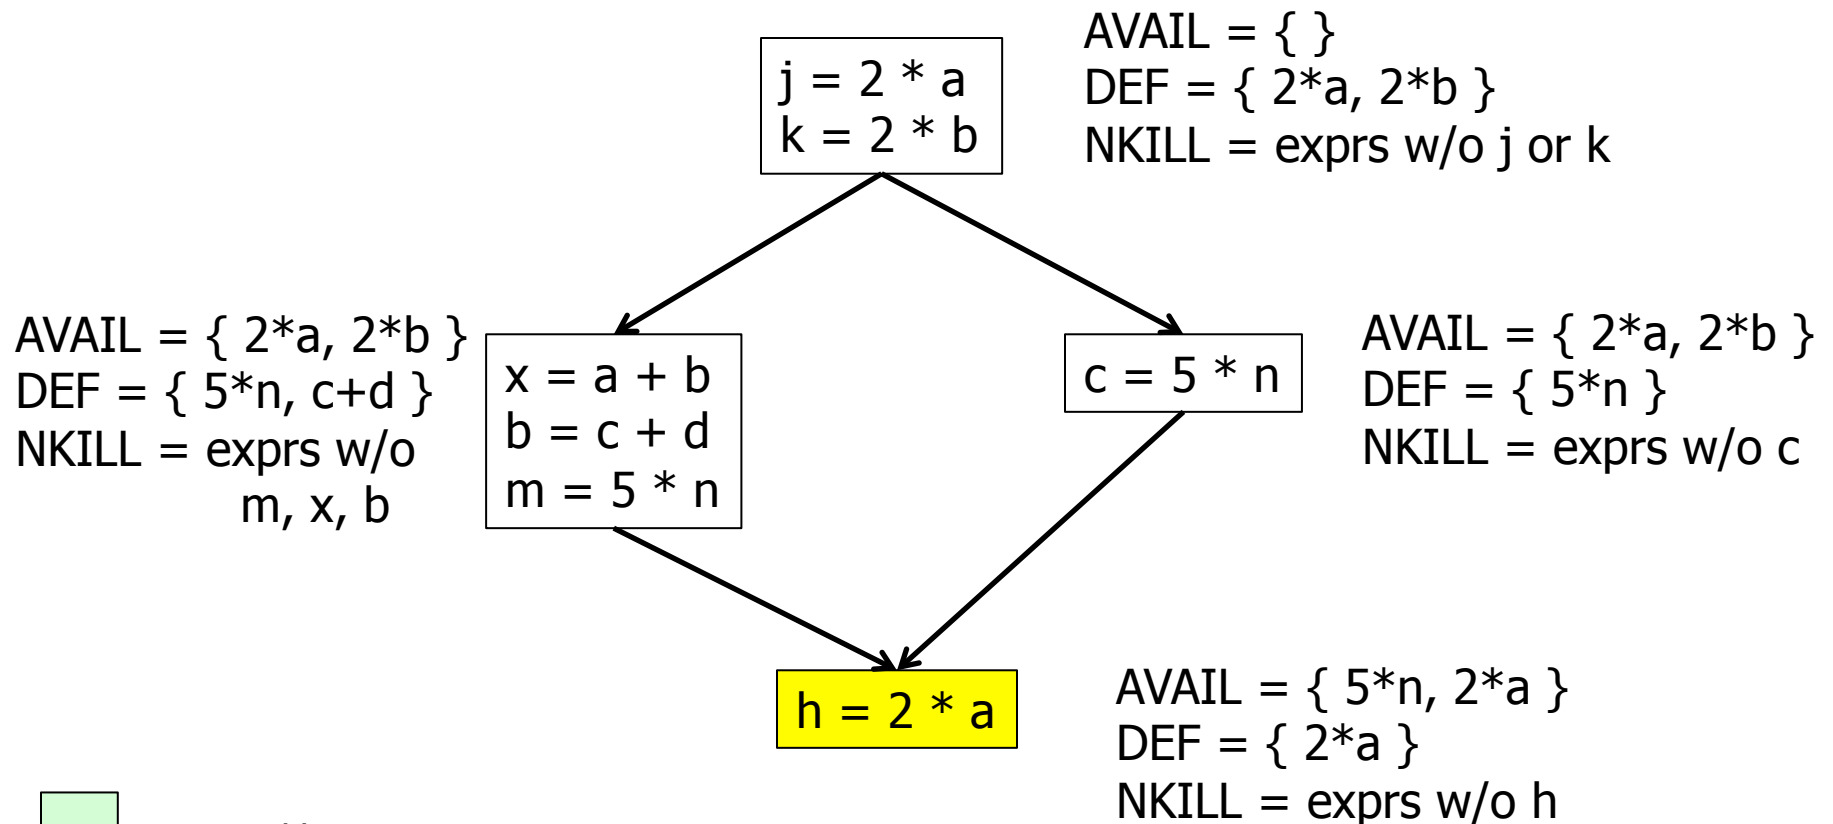 AVAIL = { }
DEF = { 2*a, 2*b }
NKILL = exprs w/o j or k
j = 2 * a
k = 2 * b
AVAIL = { 2*a, 2*b }
DEF = { 5*n, c+d }
NKILL = exprs w/o
m, x, b
x = a + b
b = c + d
m = 5 * n
c = 5 * n
AVAIL = { 2*a, 2*b }
DEF = { 5*n }
NKILL = exprs w/o c
h = 2 * a
AVAIL = { 5*n, 2*a }
DEF = { 2*a }
NKILL = exprs w/o h